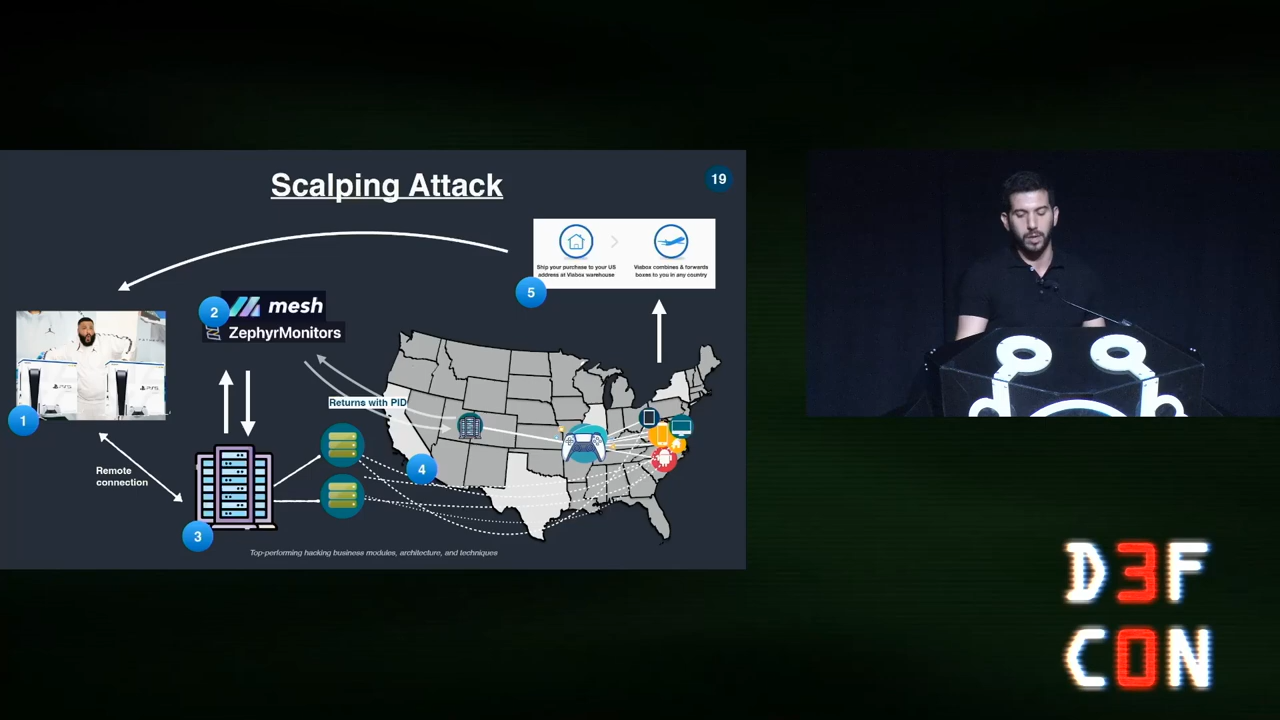 Scalping Attack
19
Ship your purchase to your US
address at Viabox warehouse
Viabox combines & forwards
boxes to you in any country
5
2
mesh
ZephyrMonitors
PS5
PS5
1
Returns with PID
Remote
connection
4
3
Top-performing hacking business modules, architecture, and techniques
D3F
CON